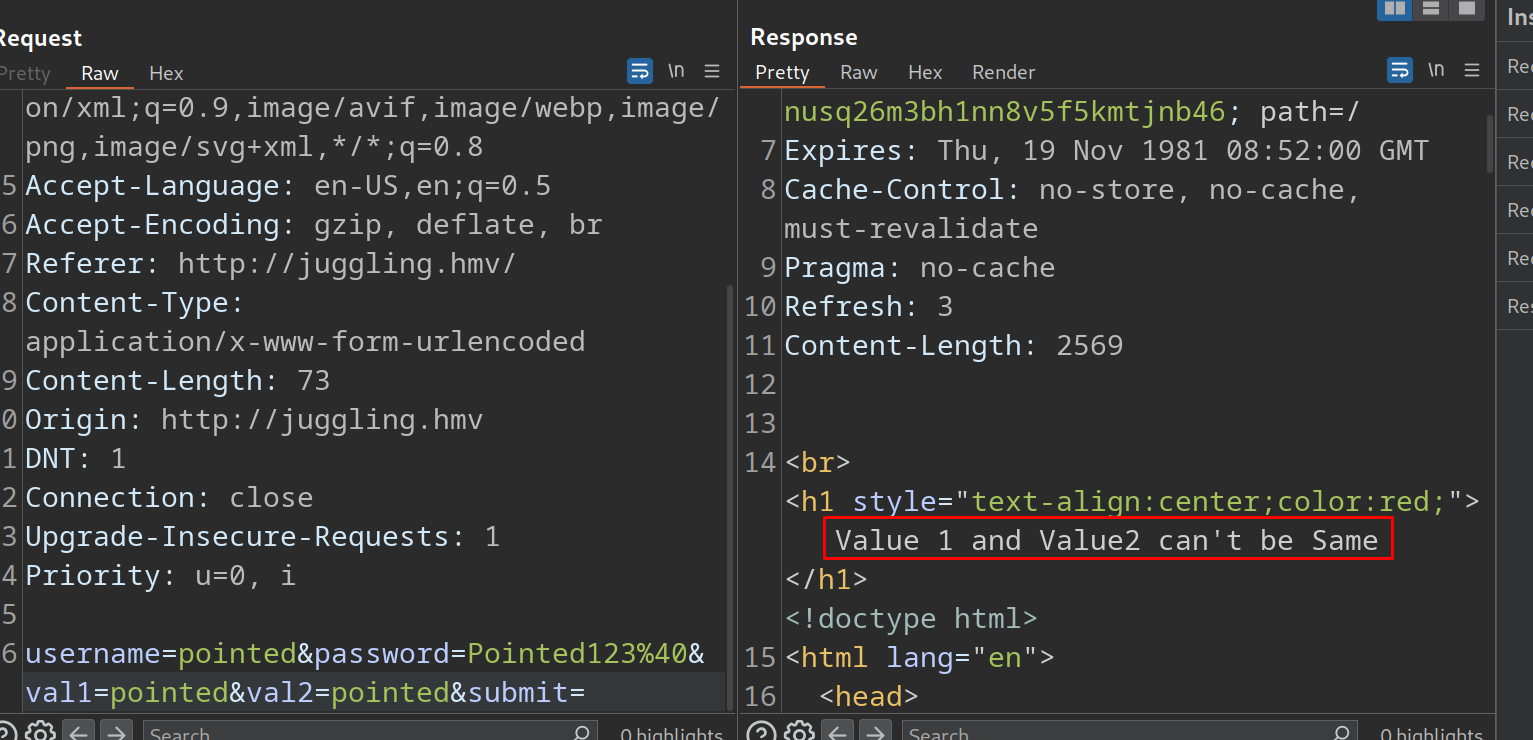 Request
Response
Pretty Raw Hex \n
Pretty Raw Hex Render \n
on/xml;q=0.9,image/avif,image/webp,image/
png,image/svg+xml,*/*;q=0.8
5 Accept-Language: en-US,en;q=0.5
6 Accept-Encoding: gzip, deflate, br
7 Referer: http://juggling.hmv/
8 Content-Type:
application/x-www-form-urlencoded
9 Content-Length: 73
0 Origin: http://juggling.hmv
1 DNT: 1
2 Connection: close
3 Upgrade-Insecure-Requests: 1
4 Priority: u=0, i
5
6 username=pointed&password=Pointed123%40&
val1=pointed&val2=pointed&submit=
Search 0 highlights
nusq26m3bh1nn8v5f5kmtjnb46; path=/
7 Expires: Thu, 19 Nov 1981 08:52:00 GMT
8 Cache-Control: no-store, no-cache,
must-revalidate
9 Pragma: no-cache
10 Refresh: 3
11 Content-Length: 2569
12
13
14 <br>
<h1 style="text-align:center;color:red;">
Value 1 and Value2 can't be Same
</h1>
<!doctype html>
15 <html lang="en">
16 <head>
Search 0 highlights
Ins
Rec
Rec
Rec
Rec
Rec
Res